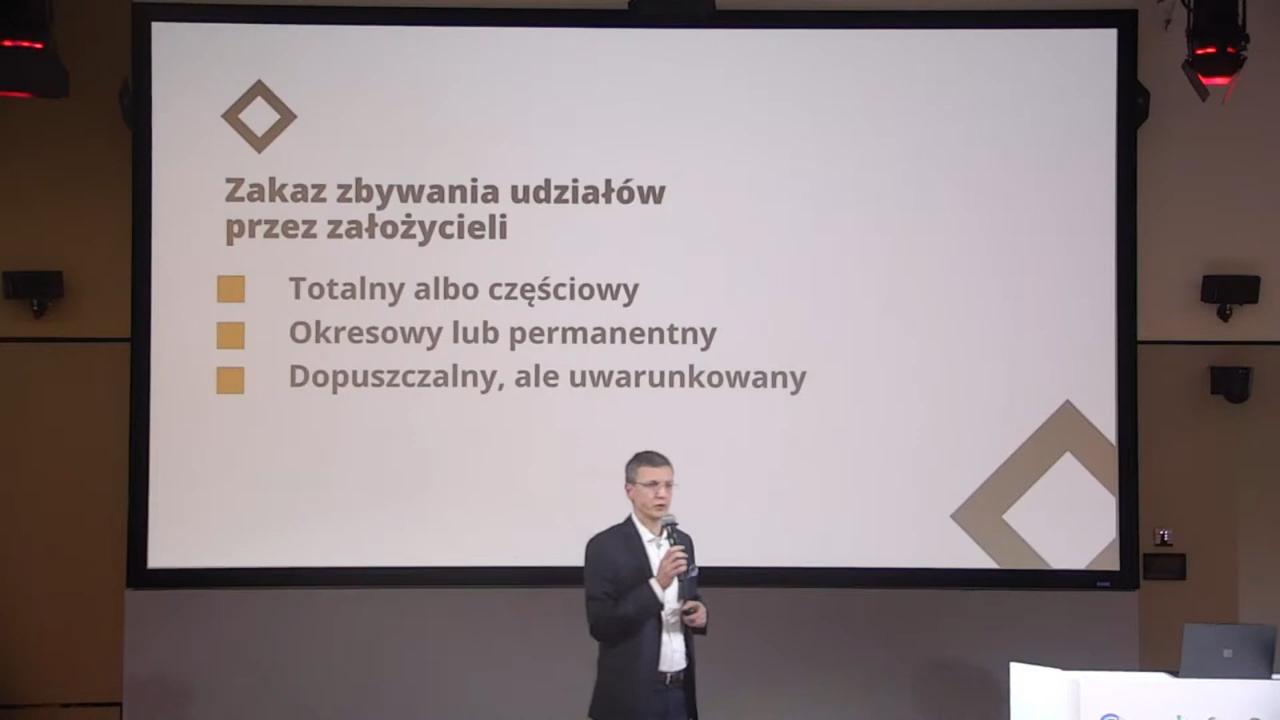 Zakaz zbywania udziałów
przez założycieli
Totalny albo częściowy
Okresowy lub permanentny
Dopuszczalny, ale uwarunkowany